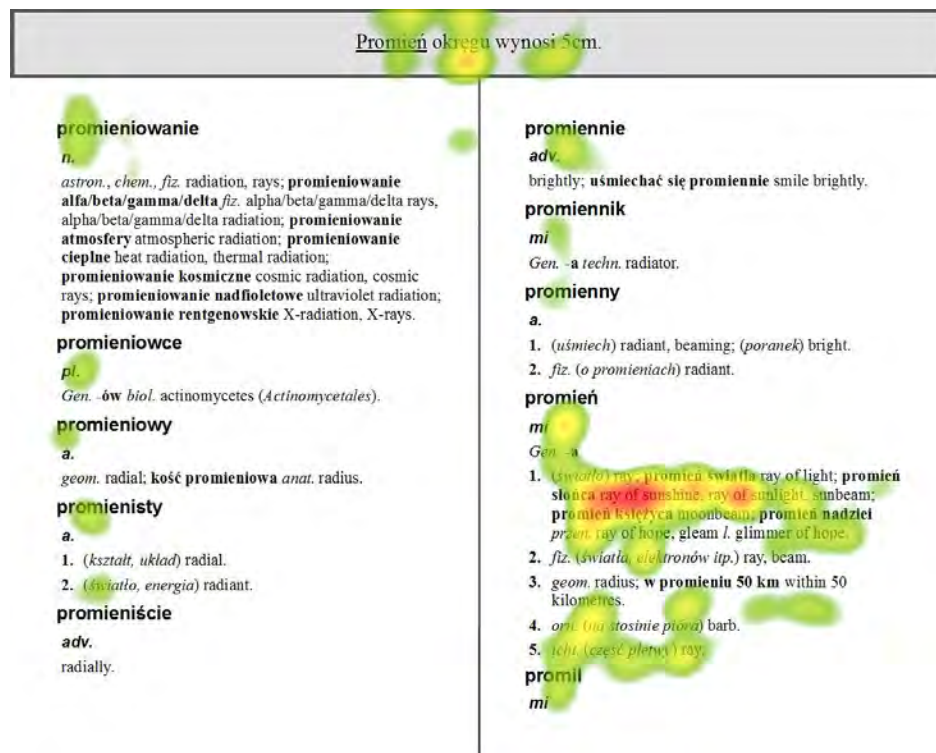 Promień okręgu wynosi 5cm.
promieniowanie
n.
astron., chem., fiz. radiation, rays; promieniowanie
alfa/beta/gamma/delta fiz. alpha/beta/gamma/delta rays,
alpha/beta/gamma/delta radiation; promieniowanie
atmosfery atmospheric radiation; promieniowanie
cieplne heat radiation, thermal radiation;
promieniowanie kosmiczne cosmic radiation, cosmic
rays; promieniowanie nadfioletowe ultraviolet radiation;
promieniowanie rentgenowskie X-radiation, X-rays.
promieniowce
pl.
Gen. -ów biol. actinomycetes (Actinomycetales).
promieniowy
a.
geom. radial; kość promieniowa anat. radius.
promienisty
a.
1. (kształt, układ) radial.
2. (światło, energia) radiant.
promieniście
adv.
radially.
promiennie
adv.
brightly; uśmiechać się promiennie smile brightly.
promiennik
mi
Gen. -a techn. radiator.
promienny
a.
1. (uśmiech) radiant, beaming; (poranek) bright.
2. fiz. (o promieniach) radiant.
promień
mi
Gen. -a
1. (światło) ray; promień światła ray of light; promień
słońca ray of sunshine, ray of sunlight, sunbeam;
promień księżyca moonbeam; promień nadziei
przen. ray of hope, gleam l. glimmer of hope.
2. fiz. (światła, elektronów itp.) ray, beam.
3. geom. radius; w promieniu 50 km within 50
kilometres.
4. orn. (na stosinie pióra) barb.
5. icht. (część płetwy) ray.
promil
mi